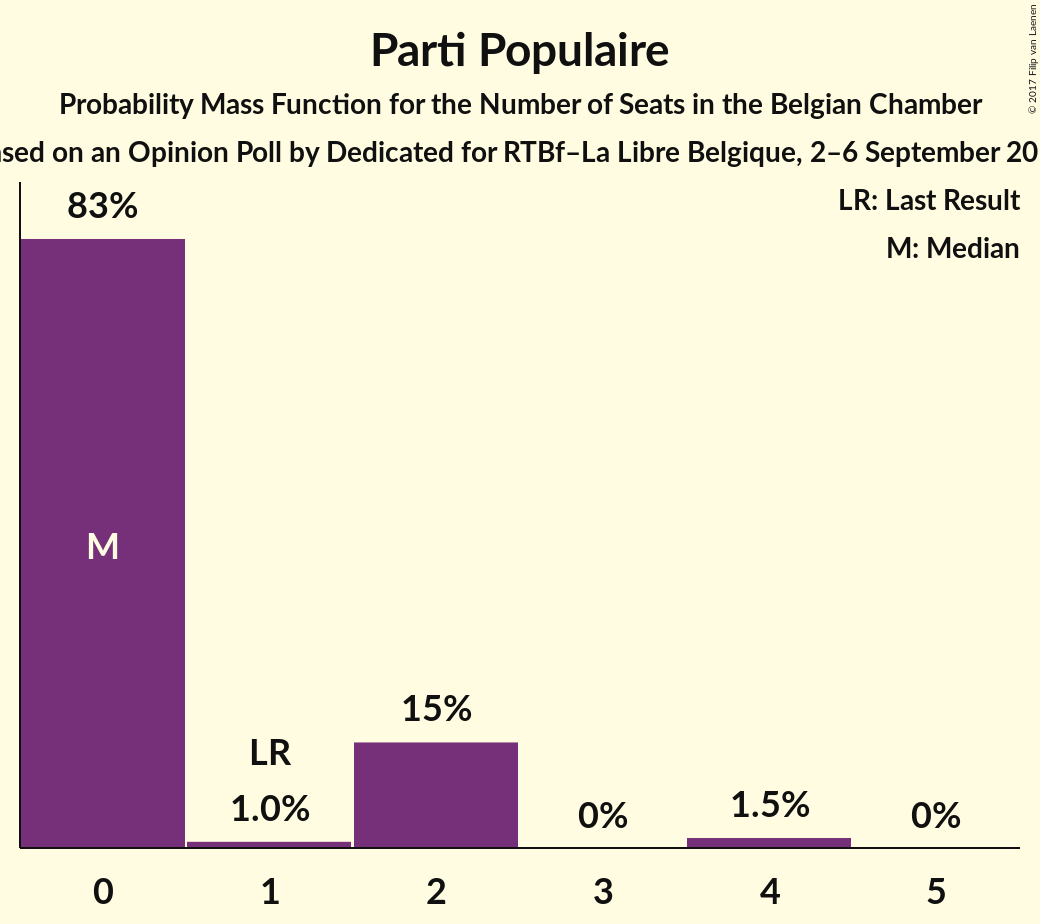 Parti Populaire
Probability Mass Function for the Number of Seats in the Belgian Chamber
on an Opinion Poll by Dedicated for RTBf–La Libre Belgique, 2–6 September
LR: Last Result
M: Median
83%
M
LR
1.0%
15%
0%
1.5%
0%
0 1 2 3 4 5
© 2017 Filip van Laenen